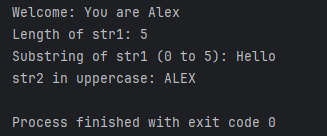 Welcome: You are Alex
Length of str1: 5
Substring of str1 (0 to 5): Hello
str2 in uppercase: ALEX
Process finished with exit code 0